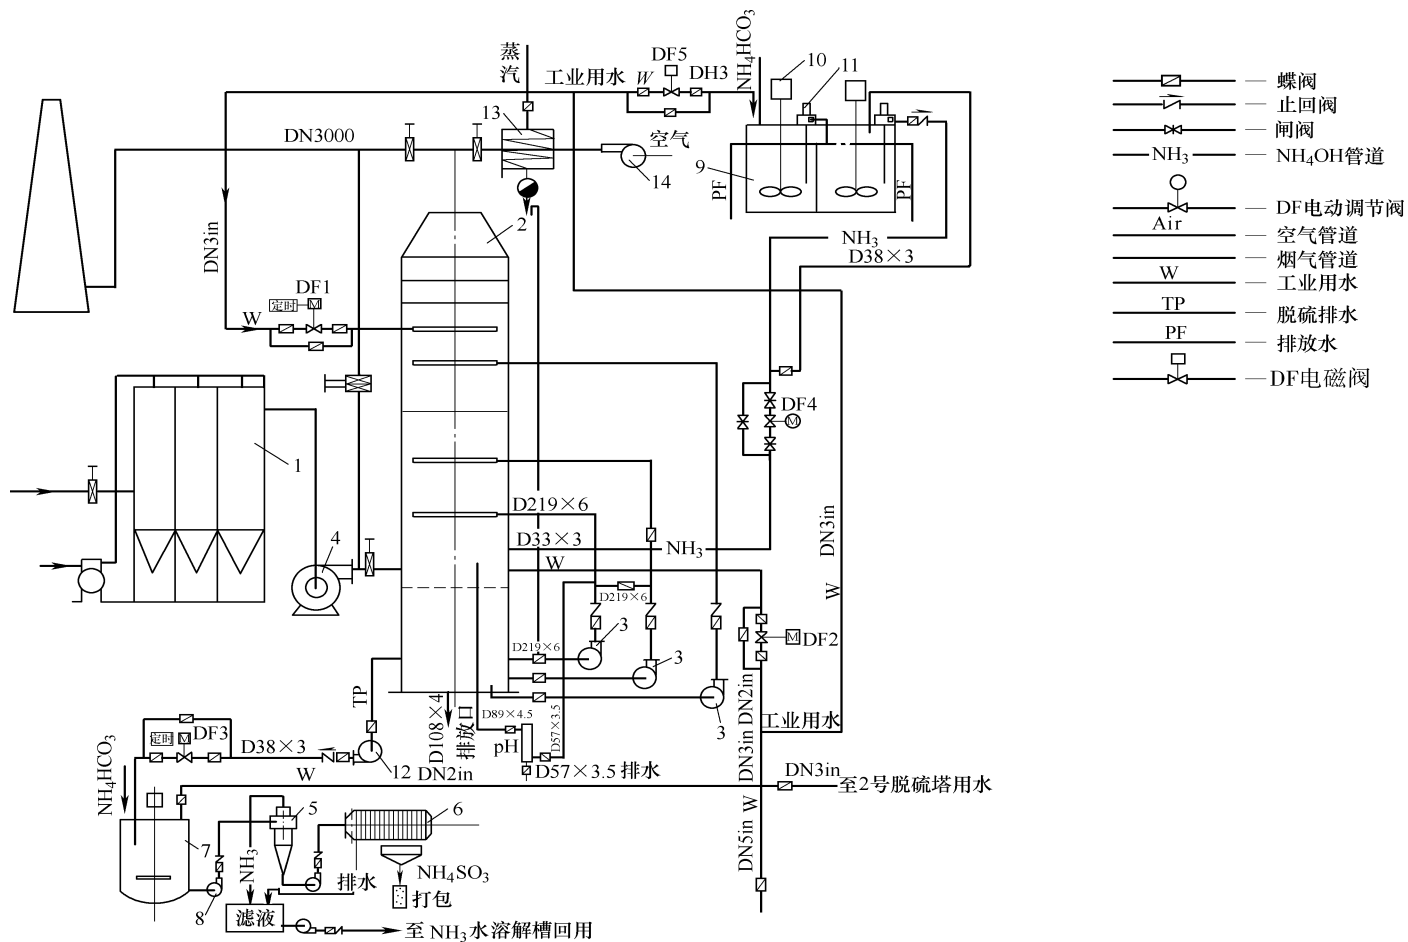 蒸汽
工业用水
W
DF5
DH3
NH4HCO3
10
11
蝶阀
止回阀
闸阀
NH3
NH4OH管道
DF电动调节阀
Air
空气管道
烟气管道
W
工业用水
TP
脱硫排水
PF
排放水
DF电磁阀
DN3000
13
空气
14
9
PF
PF
2
NH3
D38×3
DN3in
DF1
定时
M
W
DF4
M
1
D219×6
D33×3
NH3
W
DN3in
W
4
D219×6
3
D219×6
3
M
DF2
3
DN2in
DN3in
工业用水
TP
D108×4
排放口
D89×4.5
pH
D57×3.5
D57×3.5 排水
定时
M
DF3
D38×3
12
DN2in
NH4HCO3
W
DN3in
至2号脱硫塔用水
W
DN5in
5
6
7
NH3
排水
NH4SO3
打包
8
滤液
至 NH3水溶解槽回用